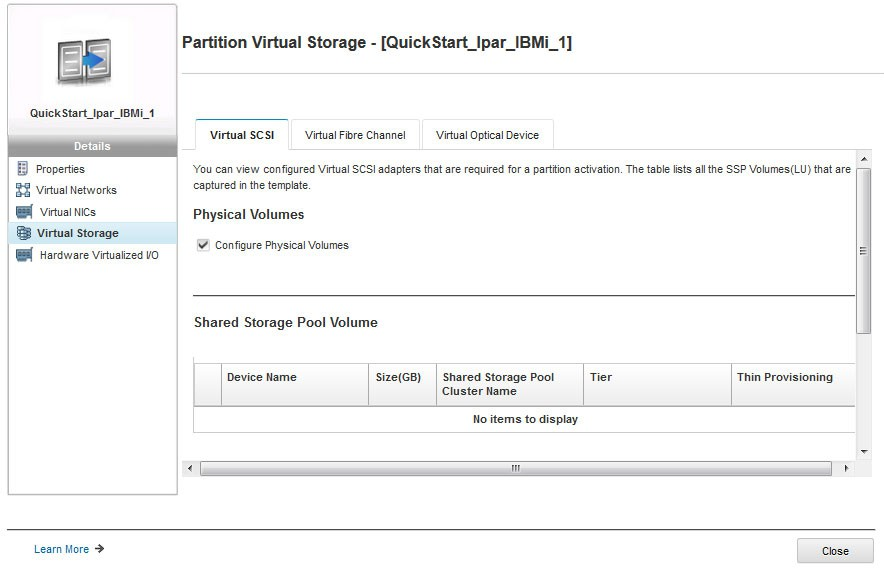 Partition Virtual Storage - [QuickStart_lpar_IBMi_1]
QuickStart_lpar_IBMi_1
Details
Properties
Virtual Networks
Virtual NICs
Virtual Storage
Hardware Virtualized I/O
Virtual SCSI
Virtual Fibre Channel
Virtual Optical Device
You can view configured Virtual SCSI adapters that are required for a partition activation. The table lists all the SSP Volumes(LU) that are
captured in the template.
Physical Volumes
Configure Physical Volumes
Shared Storage Pool Volume
Device Name
Size(GB)
Shared Storage Pool
Cluster Name
Tier
Thin Provisioning
No items to display
Learn More
Close